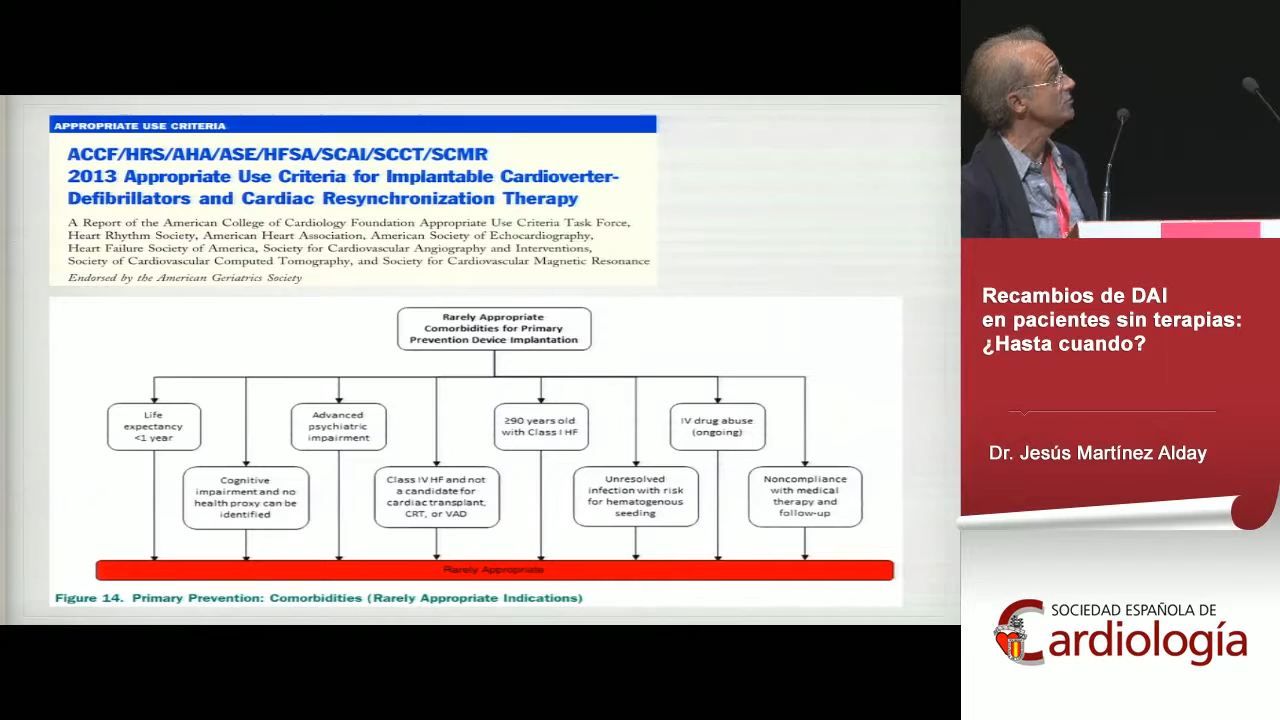 APPROPRIATE USE CRITERIA
ACCF/HRS/AHA/ASE/HFSA/SCAI/SCCT/SCMR
2013 Appropriate Use Criteria for Implantable Cardioverter-
Defibrillators and Cardiac Resynchronization Therapy
A Report of the American College of Cardiology Foundation Appropriate Use Criteria Task Force,
Heart Rhythm Society, American Heart Association, American Society of Echocardiography,
Heart Failure Society of America, Society for Cardiovascular Angiography and Interventions,
Society of Cardiovascular Computed Tomography, and Society for Cardiovascular Magnetic Resonance
Endorsed by the American Geriatrics Society
Rarely Appropriate
Comorbidities for Primary
Prevention Device Implantation
Life
expectancy
<1 year
Cognitive
impairment and no
health proxy can be
identified
Advanced
psychiatric
impairment
Class IV HF and not
a candidate for
cardiac transplant,
CRT, or VAD
≥90 years old
with Class I HF
Unresolved
infection with risk
for hematogenous
seeding
IV drug abuse
(ongoing)
Noncompliance
with medical
therapy and
follow-up
Rarely Appropriate
Figure 14. Primary Prevention: Comorbidities (Rarely Appropriate Indications)
Recambios de DAI
en pacientes sin terapias:
¿Hasta cuando?
Dr. Jesús Martínez Alday
SOCIEDAD ESPAÑOLA DE
Cardiología